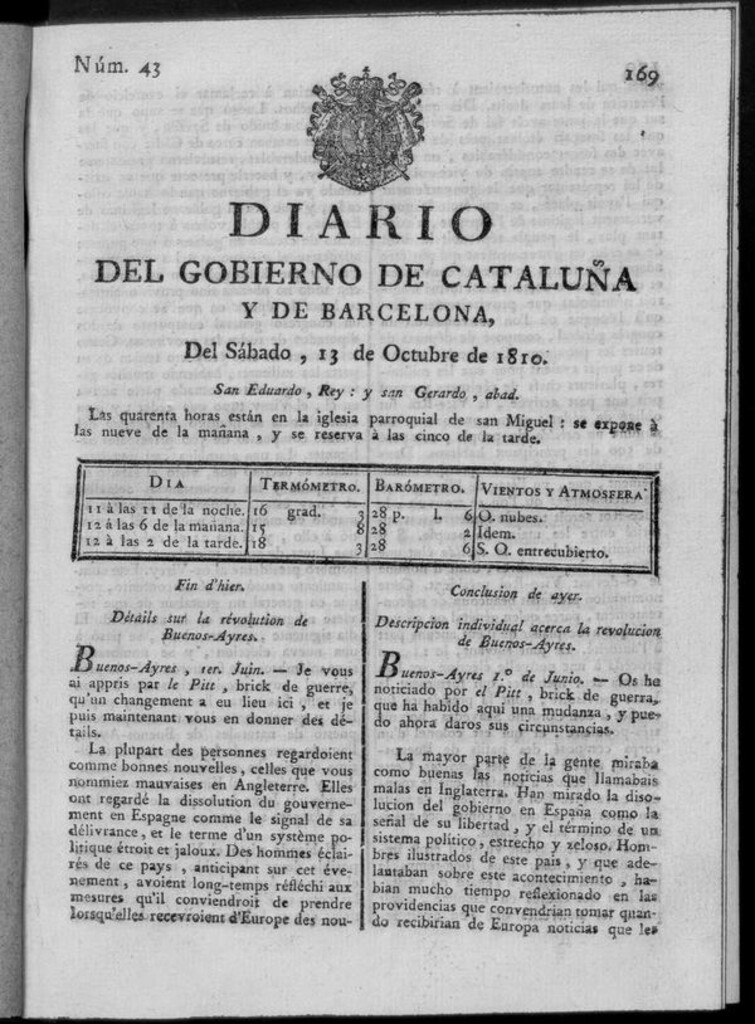 Núm. 43
169
DIARIO
DEL GOBIERNO DE CATALUÑA
Y DE BARCELONA,
Del Sábado , 13 de Octubre de 1810.
San Eduardo , Rey : y san Gerardo , abad.
Las quarenta horas están en la iglesia parroquial de san Miguel : se expone à
las nueve de la mañana , y se reserva à las cinco de la tarde.
DIA TERMÓMETRO. BARÓMETRO. VIENTOS Y ATMOSFERA
11 à las 11 de la noche. 16 grad. 3 28 p. l. 6 O. nubes.
12 á las 6 de la mañana. 15 8 28 2 Idem.
12 à las 2 de la tarde. 18 3 28 6 S. O. entrecubierto.
Fin d'hier.
Détails sur la révolution de
Buenos-Ayres.
Buenos-Ayres , 1er. Juin. — Je vous
ai appris par le Pitt , brick de guerre,
qu'un changement a eu lieu ici , et je
puis maintenant vous en donner des dé-
tails.
La plupart des personnes regardoient
comme bonnes nouvelles , celles que vous
nommiez mauvaises en Angleterre. Elles
ont regardé la dissolution du gouverne-
ment en Espagne comme le signal de sa
délivrance, et le terme d'un système po-
litique étroit et jaloux. Des hommes éclai-
rés de ce pays , anticipant sur cet éve-
nement , avoient long-temps réfléchi aux
mesures qu'il conviendroit de prendre
lorsqu'elles recevroient d'Europe des nou-
Conclusion de ayer.
Descripcion individual acerca la revolucion
de Buenos-Ayres.
Buenos-Ayres 1.º de Junio. — Os ha
noticiado por el Pitt , brick de guerra,
que ha habido aqui una mudanza , y pue-
do ahora daros sus circunstancias.
La mayor parte de la gente miraba
como buenas las noticias que llamabais
malas en Inglaterra. Han mirado la diso-
lucion del gobierno en España como la
señal de su libertad , y el término de un
sistema político , estrecho y zeloso. Hom-
bres ilustrados de este pais , y que ade-
lantaban sobre este acontecimiento , ha-
bian mucho tiempo reflexionado en las
providencias que convendrian tomar quan-
do recibirian de Europa noticias que les